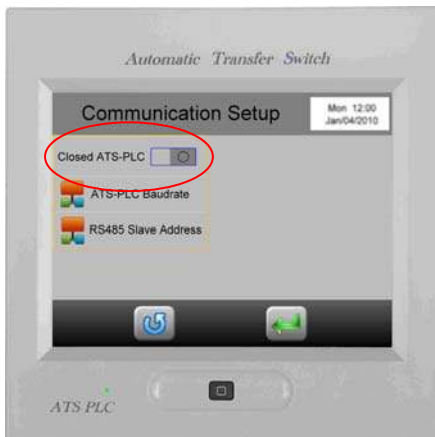 Automatic Transfer Switch
Communication Setup
Mon 12:00
Jan/04/2010
Closed ATS-PLC
ATS-PLC Baudrate
RS485 Slave Address
ATS PLC